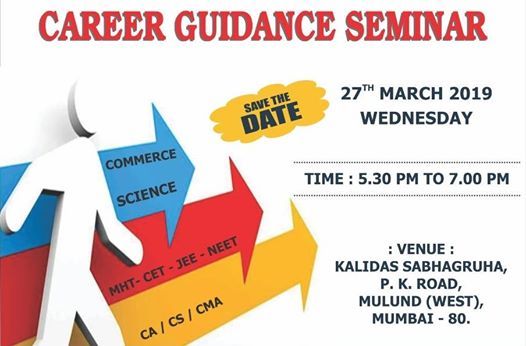 CAREER GUIDANCE SEMINAR
SAVE THE
DATE
27TH MARCH 2019
WEDNESDAY
COMMERCE
SCIENCE
TIME : 5.30 PM TO 7.00 PM
MHT- CET - JEE - NEET
CA / CS / CMA
: VENUE :
KALIDAS SABHAGRUHA,
P. K. ROAD,
MULUND (WEST),
MUMBAI - 80.